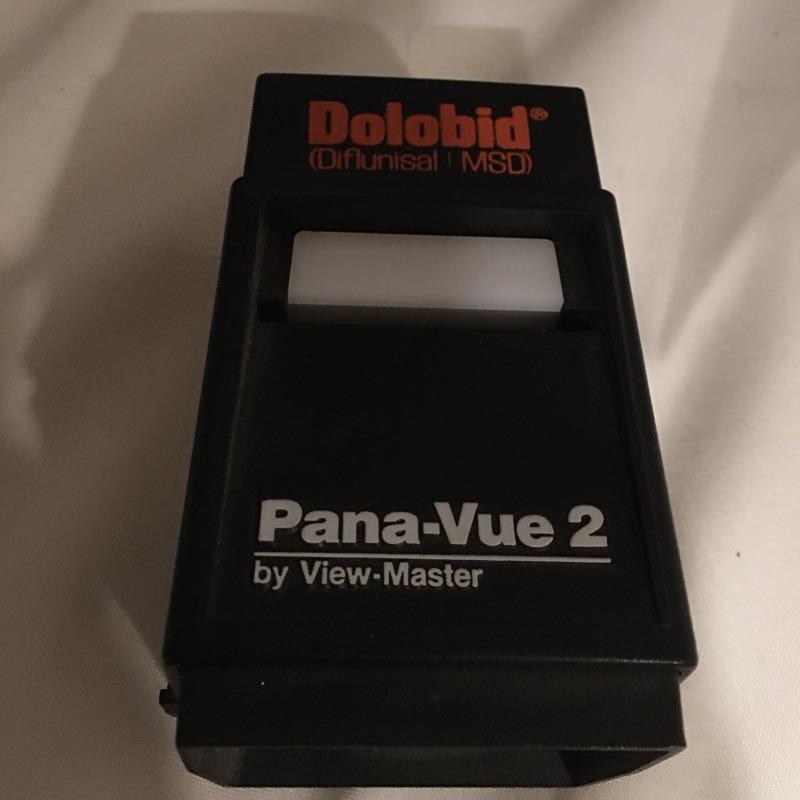 Dolobid®
(Diflunisal | MSD)
Pana-Vue 2
by View-Master